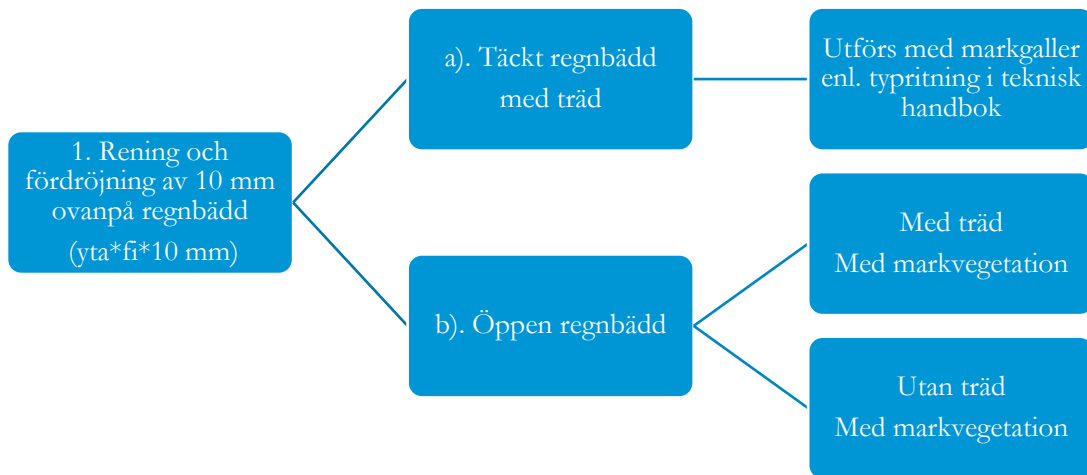 1. Rening och
fördröjning av 10 mm
ovanpå regnbädd
(yta*fi*10 mm)
a). Täckt regnbädd
med träd
Utförs med markgaller
enl. typritning i teknisk
handbok
b). Öppen regnbädd
Med träd
Med markvegetation
Utan träd
Med markvegetation